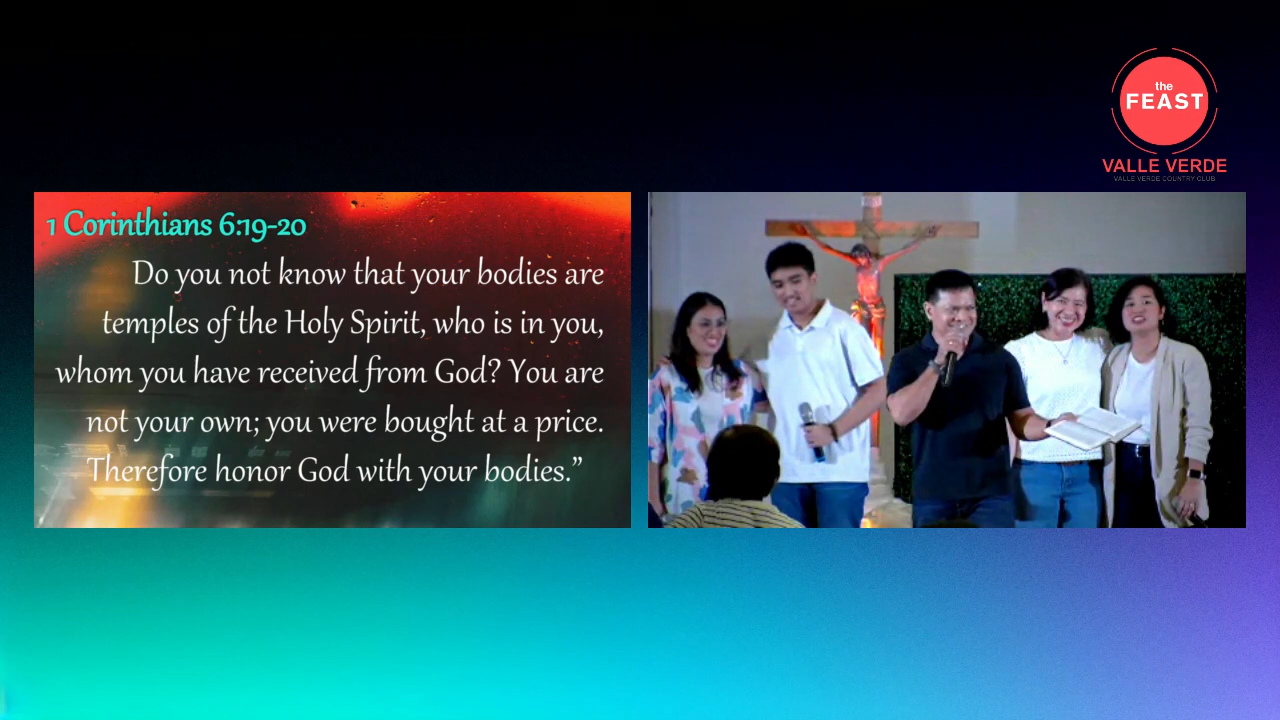 the
FEAST
VALLE VERDE
VALLE VERDE COUNTRY CLUB
1 Corinthians 6:19-20
Do you not know that your bodies are
temples of the Holy Spirit, who is in you,
whom you have received from God? You are
not your own; you were bought at a price.
Therefore honor God with your bodies.”